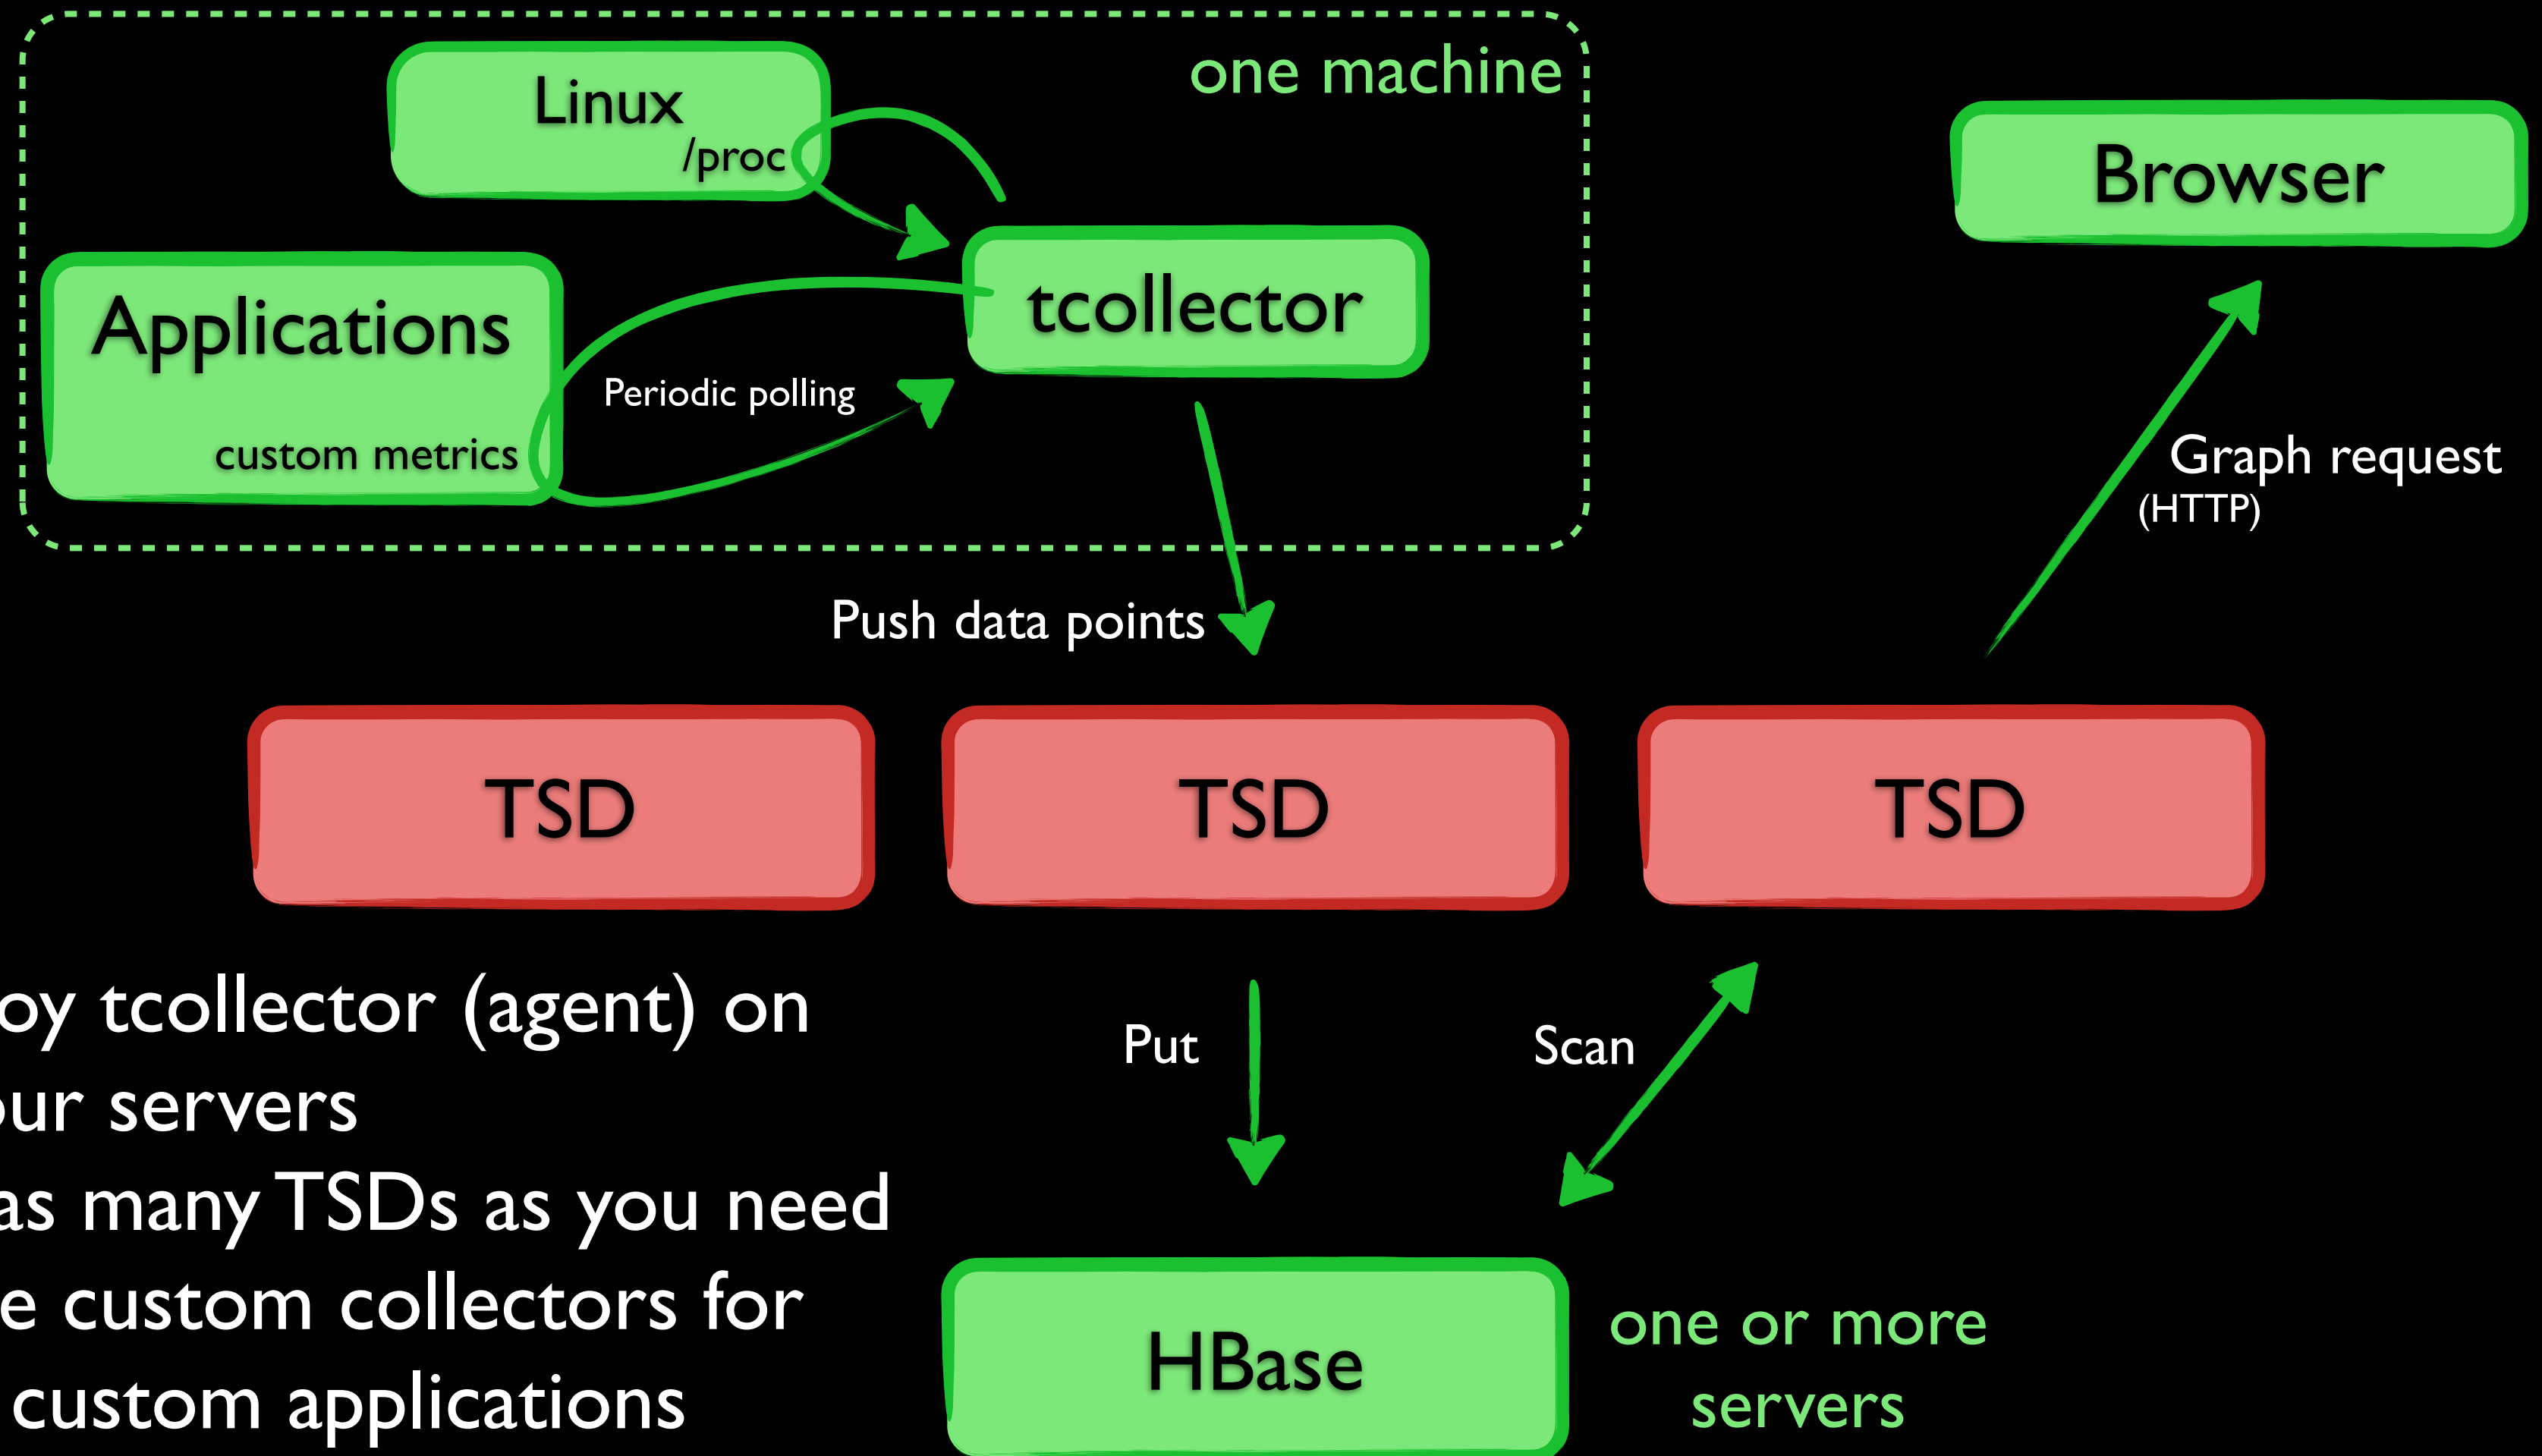 one machine
Linux
/proc
Browser
tcollector
Applications
Periodic polling
custom metrics
Graph request
(HTTP)
Push data points
TSD
TSD
TSD
oy tcollector (agent) on
our servers
as many TSDs as you need
e custom collectors for
custom applications
Put
Scan
HBase
one or more
servers